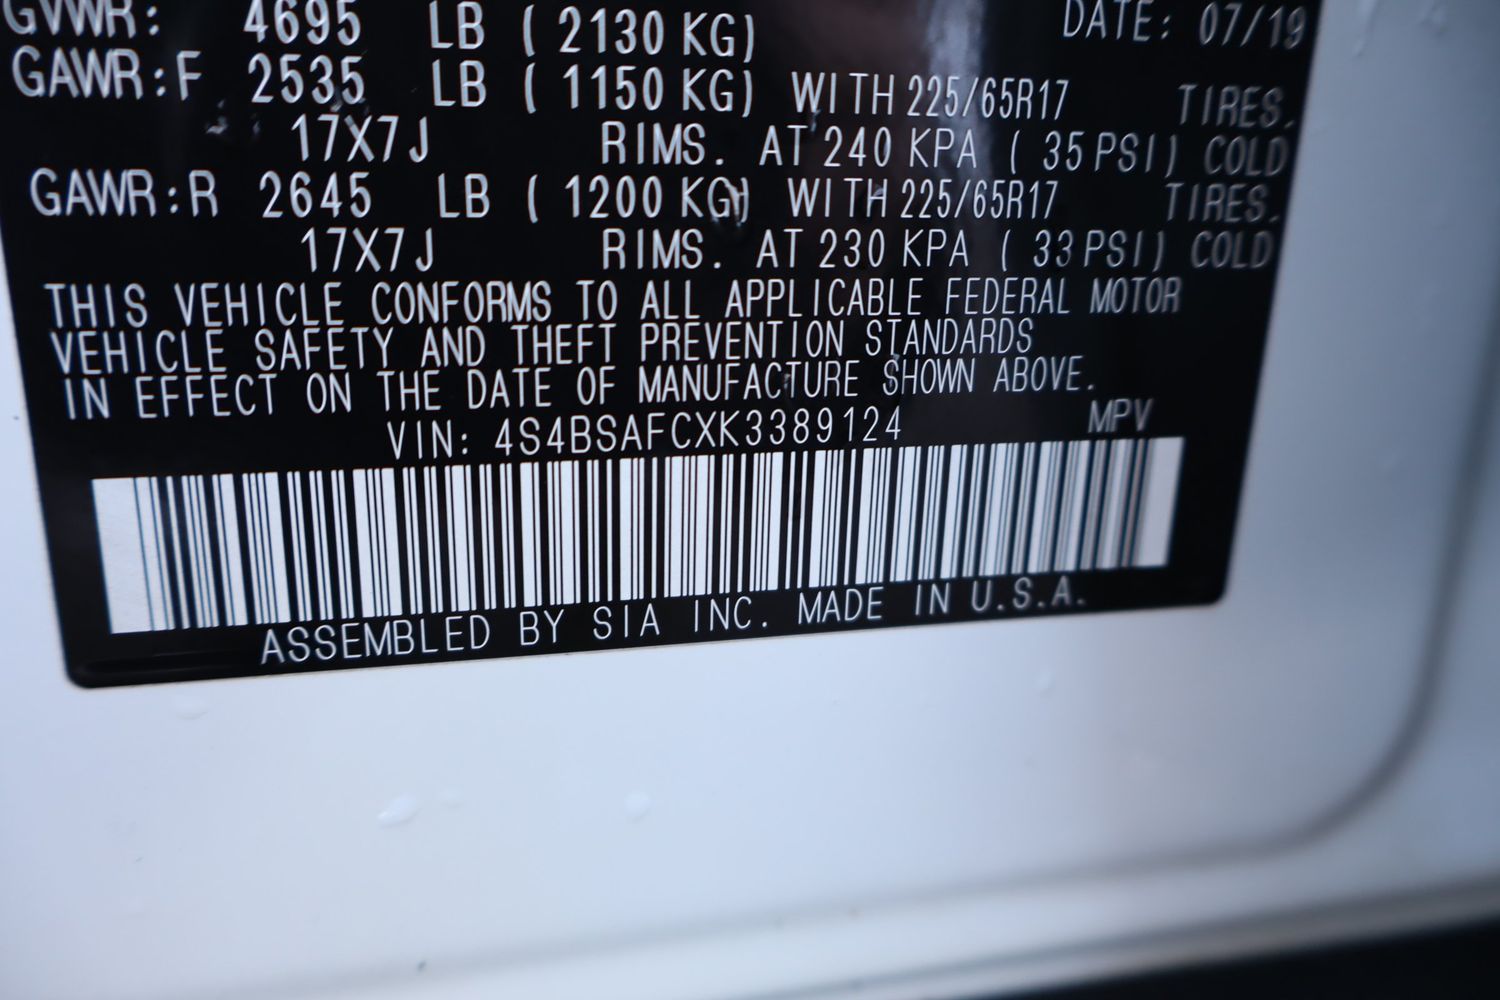 GVWR: 4695 LB ( 2130 KG) DATE: 07/19
GAWR:F 2535 LB ( 1150 KG) WITH 225/65R17 TIRES.
17X7J RIMS. AT 240 KPA ( 35 PSI) COLD
GAWR:R 2645 LB ( 1200 KG) WITH 225/65R17 TIRES.
17X7J RIMS. AT 230 KPA ( 33 PSI) COLD
THIS VEHICLE CONFORMS TO ALL APPLICABLE FEDERAL MOTOR
VEHICLE SAFETY AND THEFT PREVENTION STANDARDS
IN EFFECT ON THE DATE OF MANUFACTURE SHOWN ABOVE.
VIN: 4S4BSAFCXK3389124 MPV
ASSEMBLED BY SIA INC. MADE IN U.S.A.